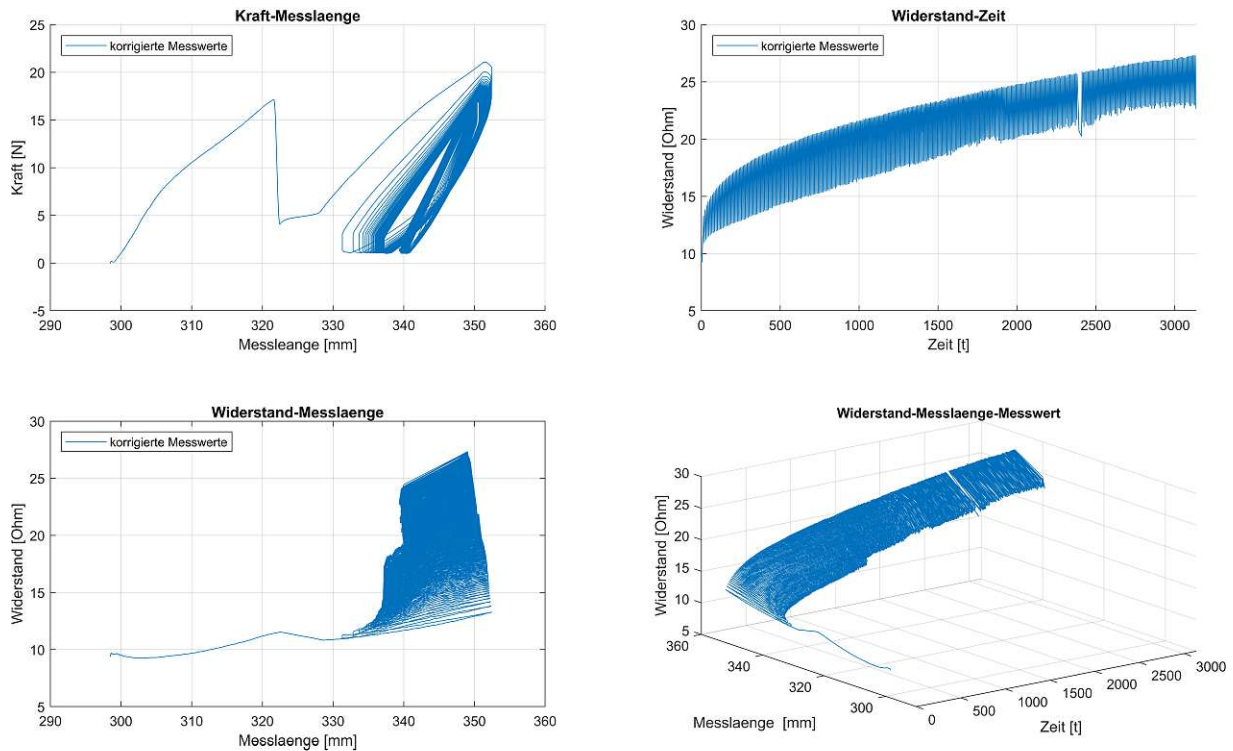 Kraft-Messlaenge
25
20
15
10
5
0
-5
Kraft [N]
korrigierte Messwerte
290 300 310 320 330 340 350 360
Messleange [mm]
Widerstand-Zeit
30
25
20
15
10
5
Widerstand [Ohm]
korrigierte Messwerte
0 500 1000 1500 2000 2500 3000
Zeit [t]
Widerstand-Messlaenge
30
25
20
15
10
5
Widerstand [Ohm]
korrigierte Messwerte
290 300 310 320 330 340 350 360
Messlaenge [mm]
Widerstand-Messlaenge-Messwert
30
25
20
15
10
5
Widerstand [Ohm]
360 340 320 300
Messlaenge [mm]
0 500 1000 1500 2000 2500 3000
Zeit [t]